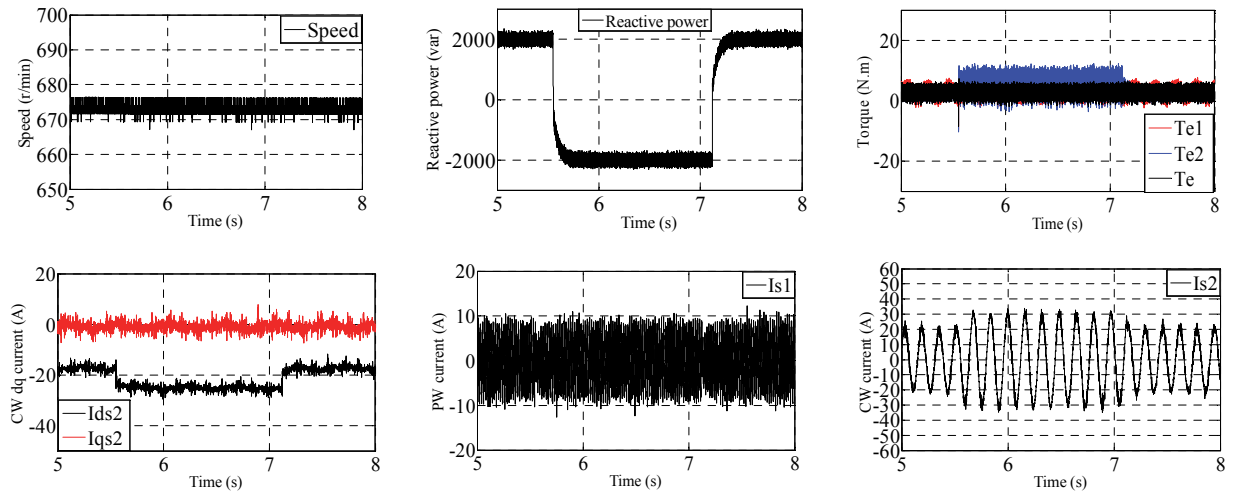 700
690
680
670
660
650
Speed (r/min)
Speed
5
6
7
8
Time (s)
2000
0
-2000
Reactive power (var)
Reactive power
5
6
7
8
Time (s)
20
0
-20
Torque (N.m)
Te1
Te2
Te
5
6
7
8
Time (s)
20
0
-20
-40
CW dq current (A)
Ids2
Iqs2
5
6
7
8
Time (s)
20
10
0
-10
-20
PW current (A)
Is1
5
6
7
8
Time (s)
60
50
40
30
20
10
0
-10
-20
-30
-40
-50
-60
CW current (A)
Is2
5
6
7
8
Time (s)